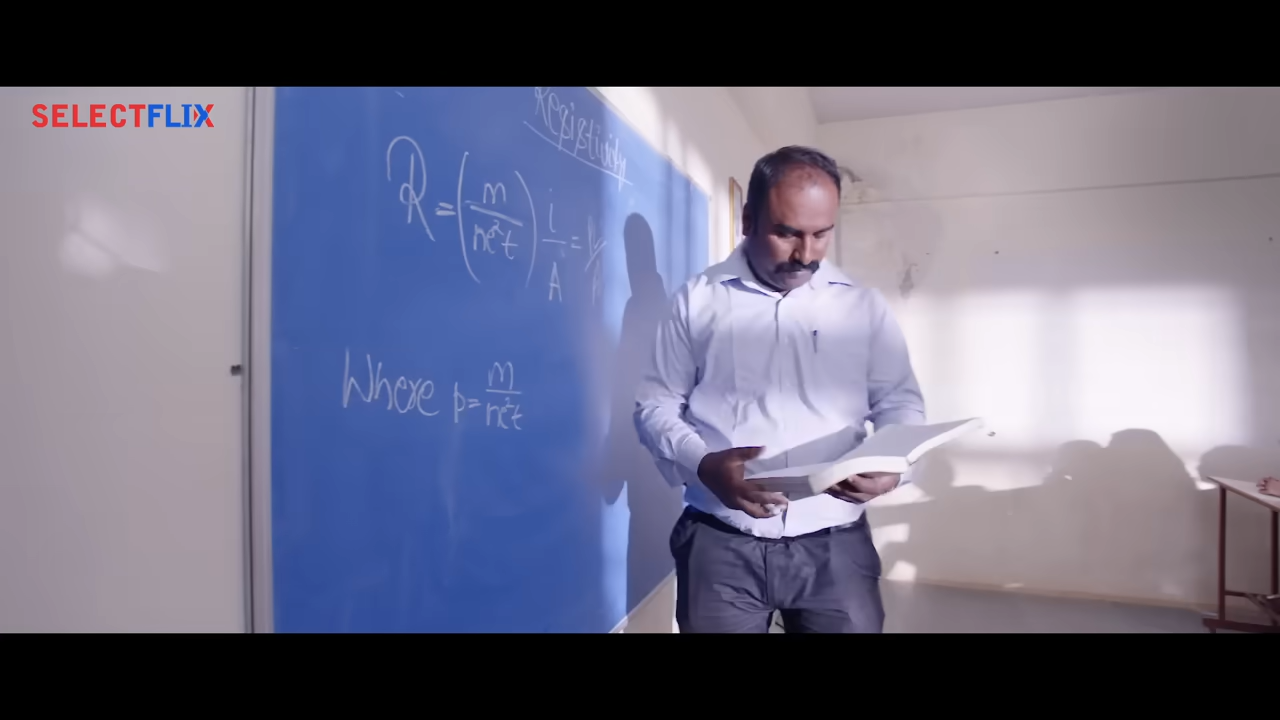 SELECTFLIX
Resistivity
R = (m / ne²t) i / A =
Where p = m / ne²t